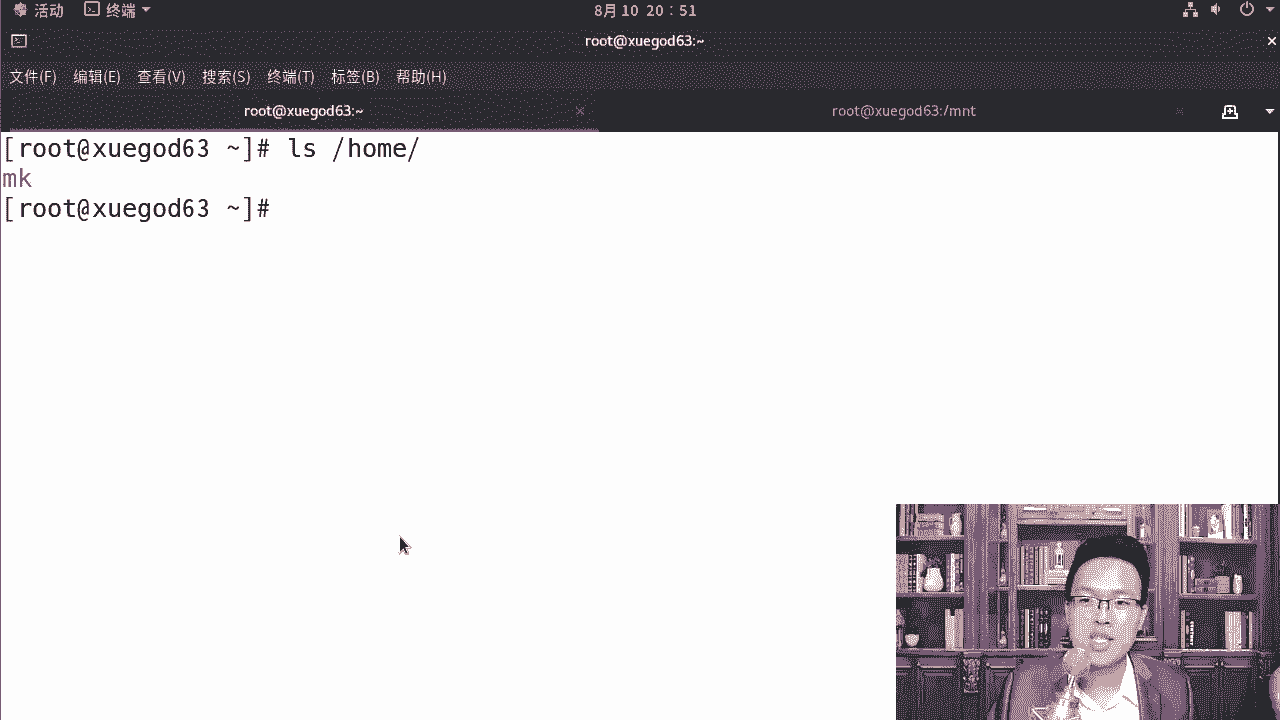 活动 终端 8月 10 20：51
root@xuegod63:~
文件(F) 编辑(E) 查看(V) 搜索(S) 终端(T) 标签(B) 帮助(H)
root@xuegod63:~ root@xuegod63:/mnt
[root@xuegod63 ~]# ls /home/
mk
[root@xuegod63 ~]#